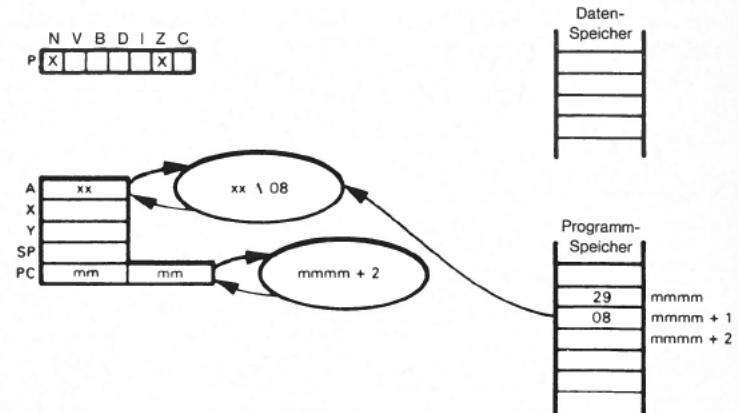 Daten-
Speicher
N V B D I Z C
P X X
A xx
xx \ 08
X
Y
SP
PC mm mm
mmmm + 2
Programm-
Speicher
29 mmmm
08 mmmm + 1
mmmm + 2